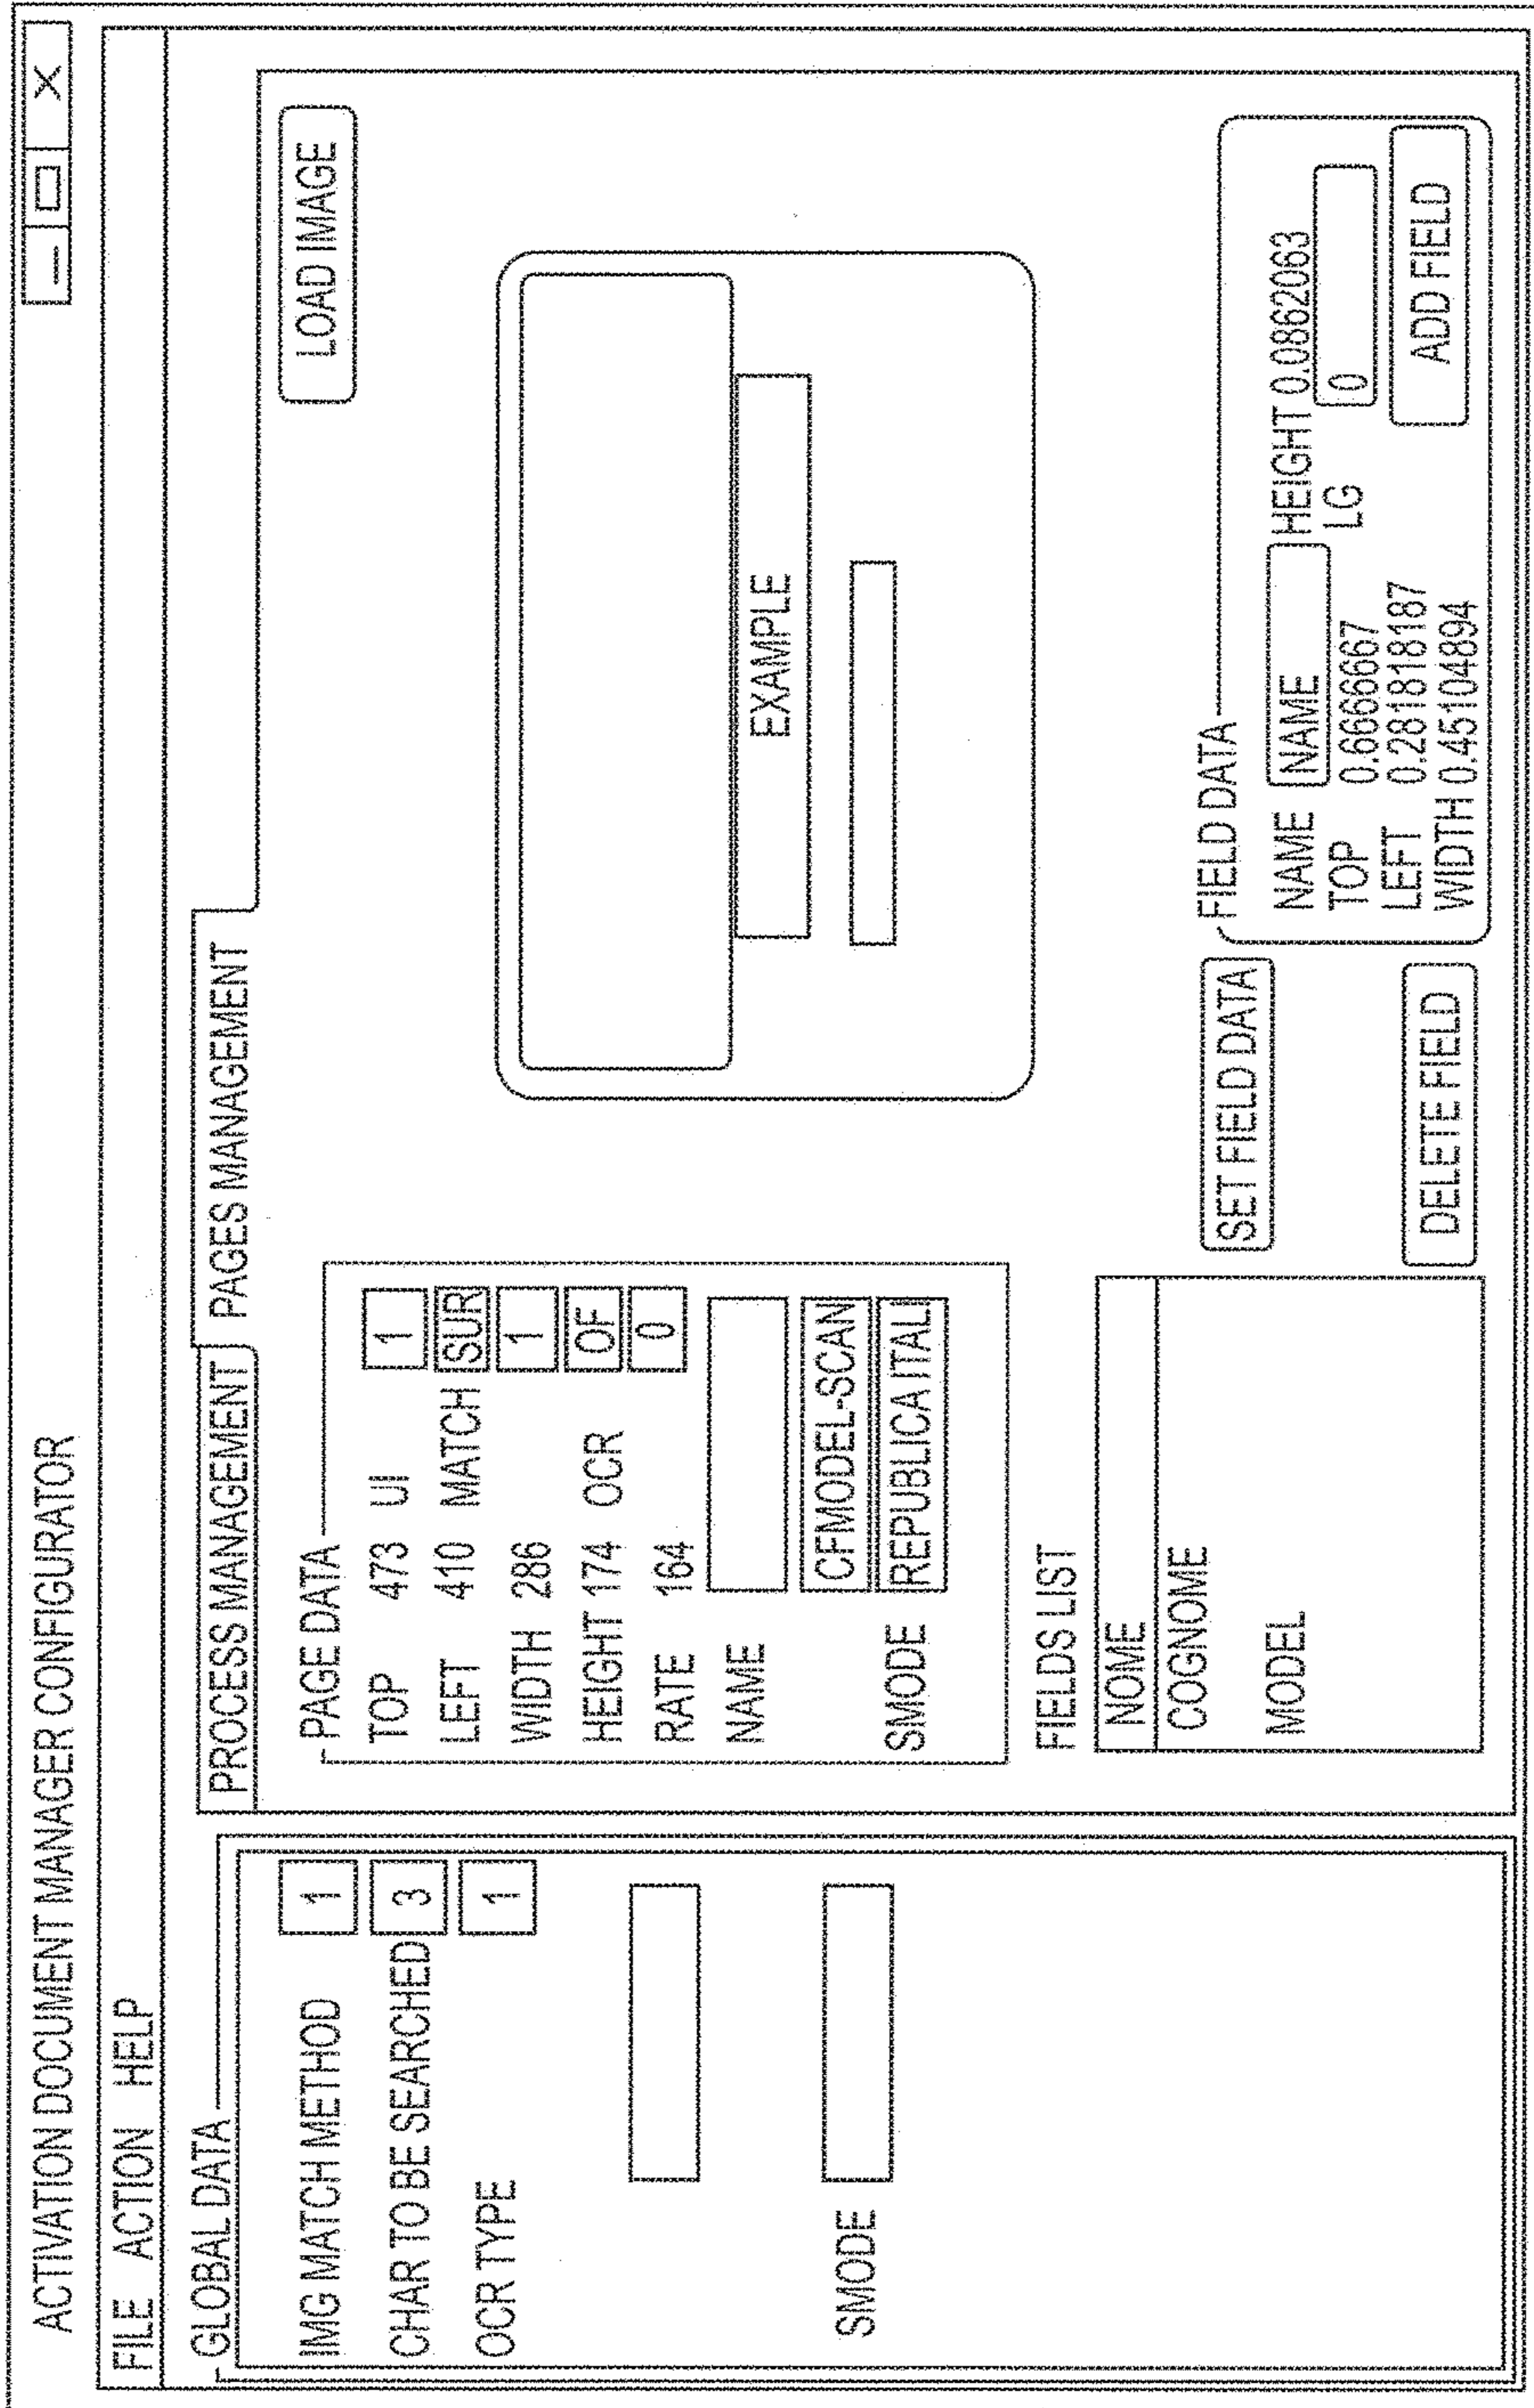 ACTIVATION DOCUMENT MANAGER CONFIGURATOR
FILE ACTION HELP
GLOBAL DATA
IMG MATCH METHOD 1
CHAR TO BE SEARCHED 3
OCR TYPE 1
SMODE
PROCESS MANAGEMENT PAGES MANAGEMENT
PAGE DATA
TOP 473 UI 1
LEFT 410 MATCH SUR
WIDTH 286 1
HEIGHT 174 OCR OF
RATE 164 0
NAME
CFMODEL-SCAN
SMODE REPUBLICA ITALI
FIELDS LIST
NOME
COGNOME
MODEL
LOAD IMAGE
EXAMPLE
SET FIELD DATA
DELETE FIELD
FIELD DATA
NAME NAME HEIGHT 0.0862063
TOP 0.6666667 LG 0
LEFT 0.28181818187
WIDTH 0.45104894
ADD FIELD